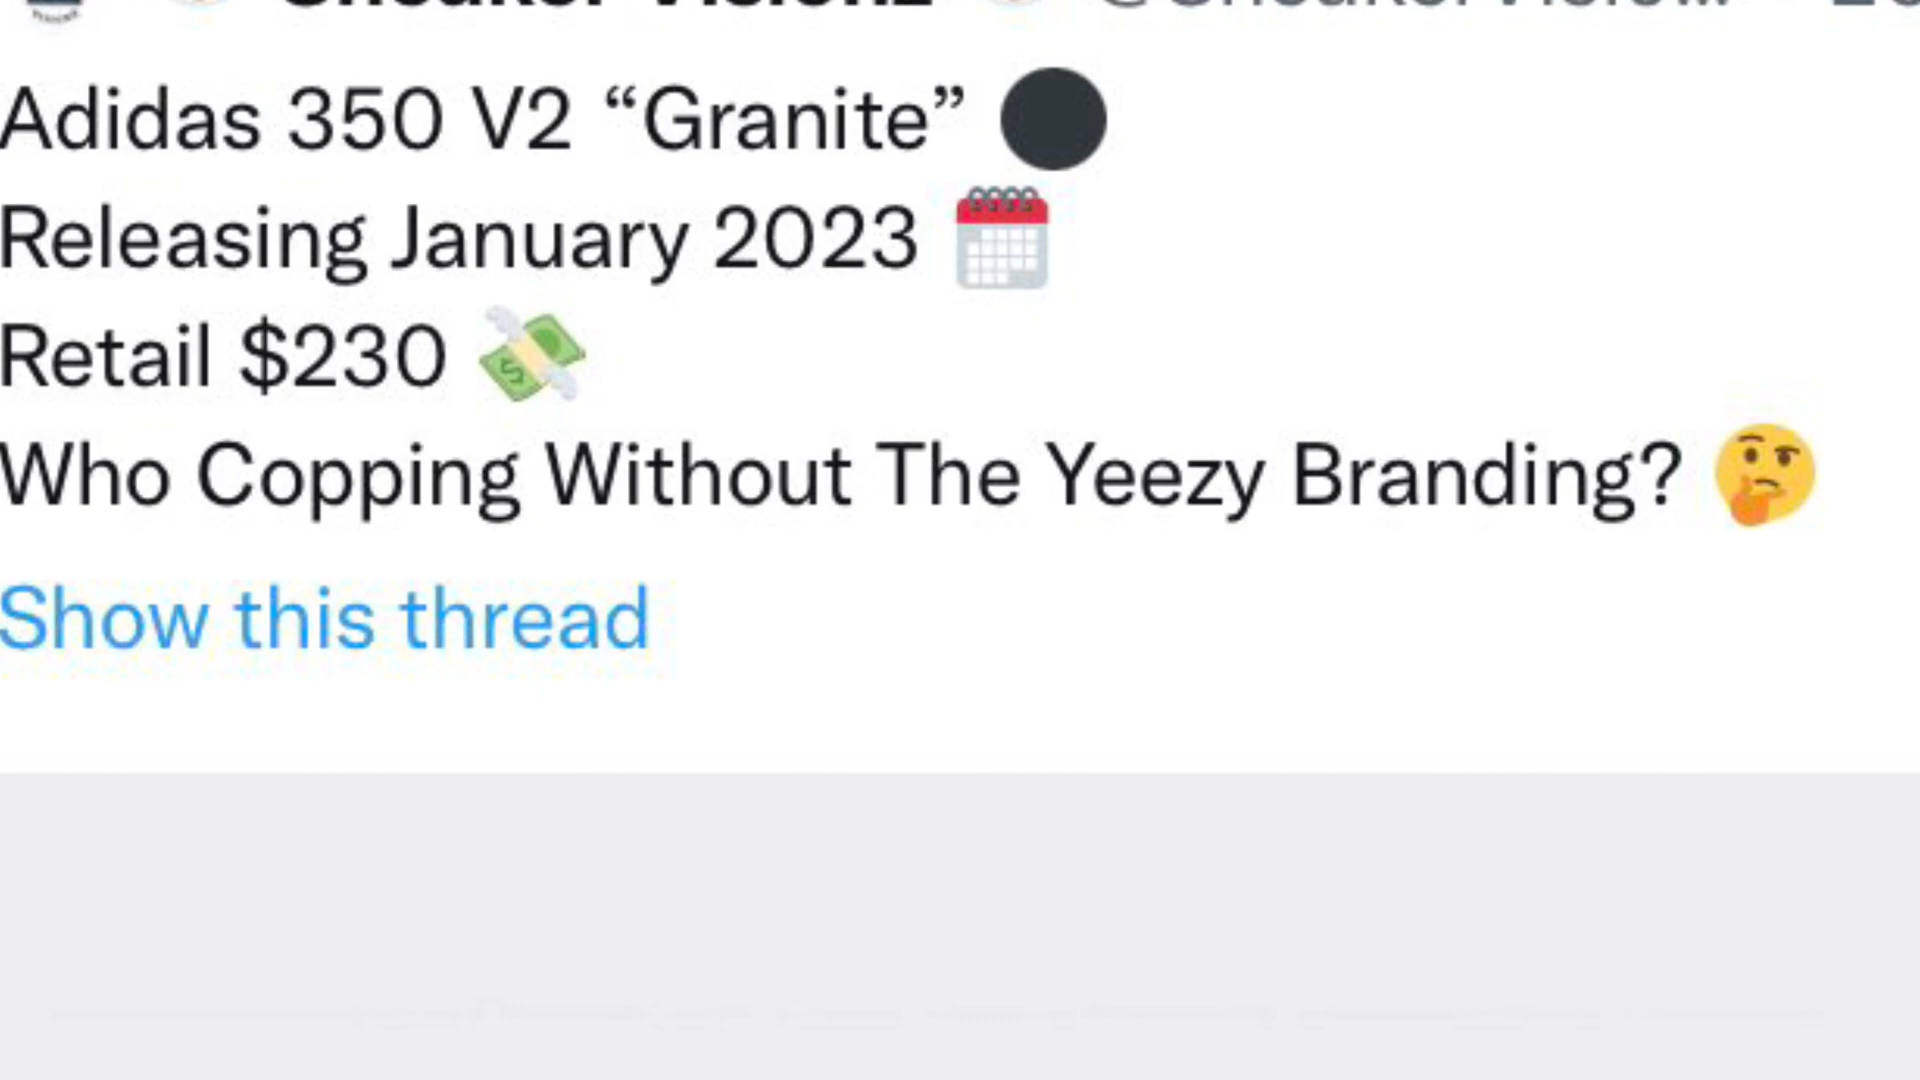 Adidas 350 V2 “Granite” ⚫
Releasing January 2023 🗓
Retail $230 💸
Who Copping Without The Yeezy Branding? 🤔
Show this thread